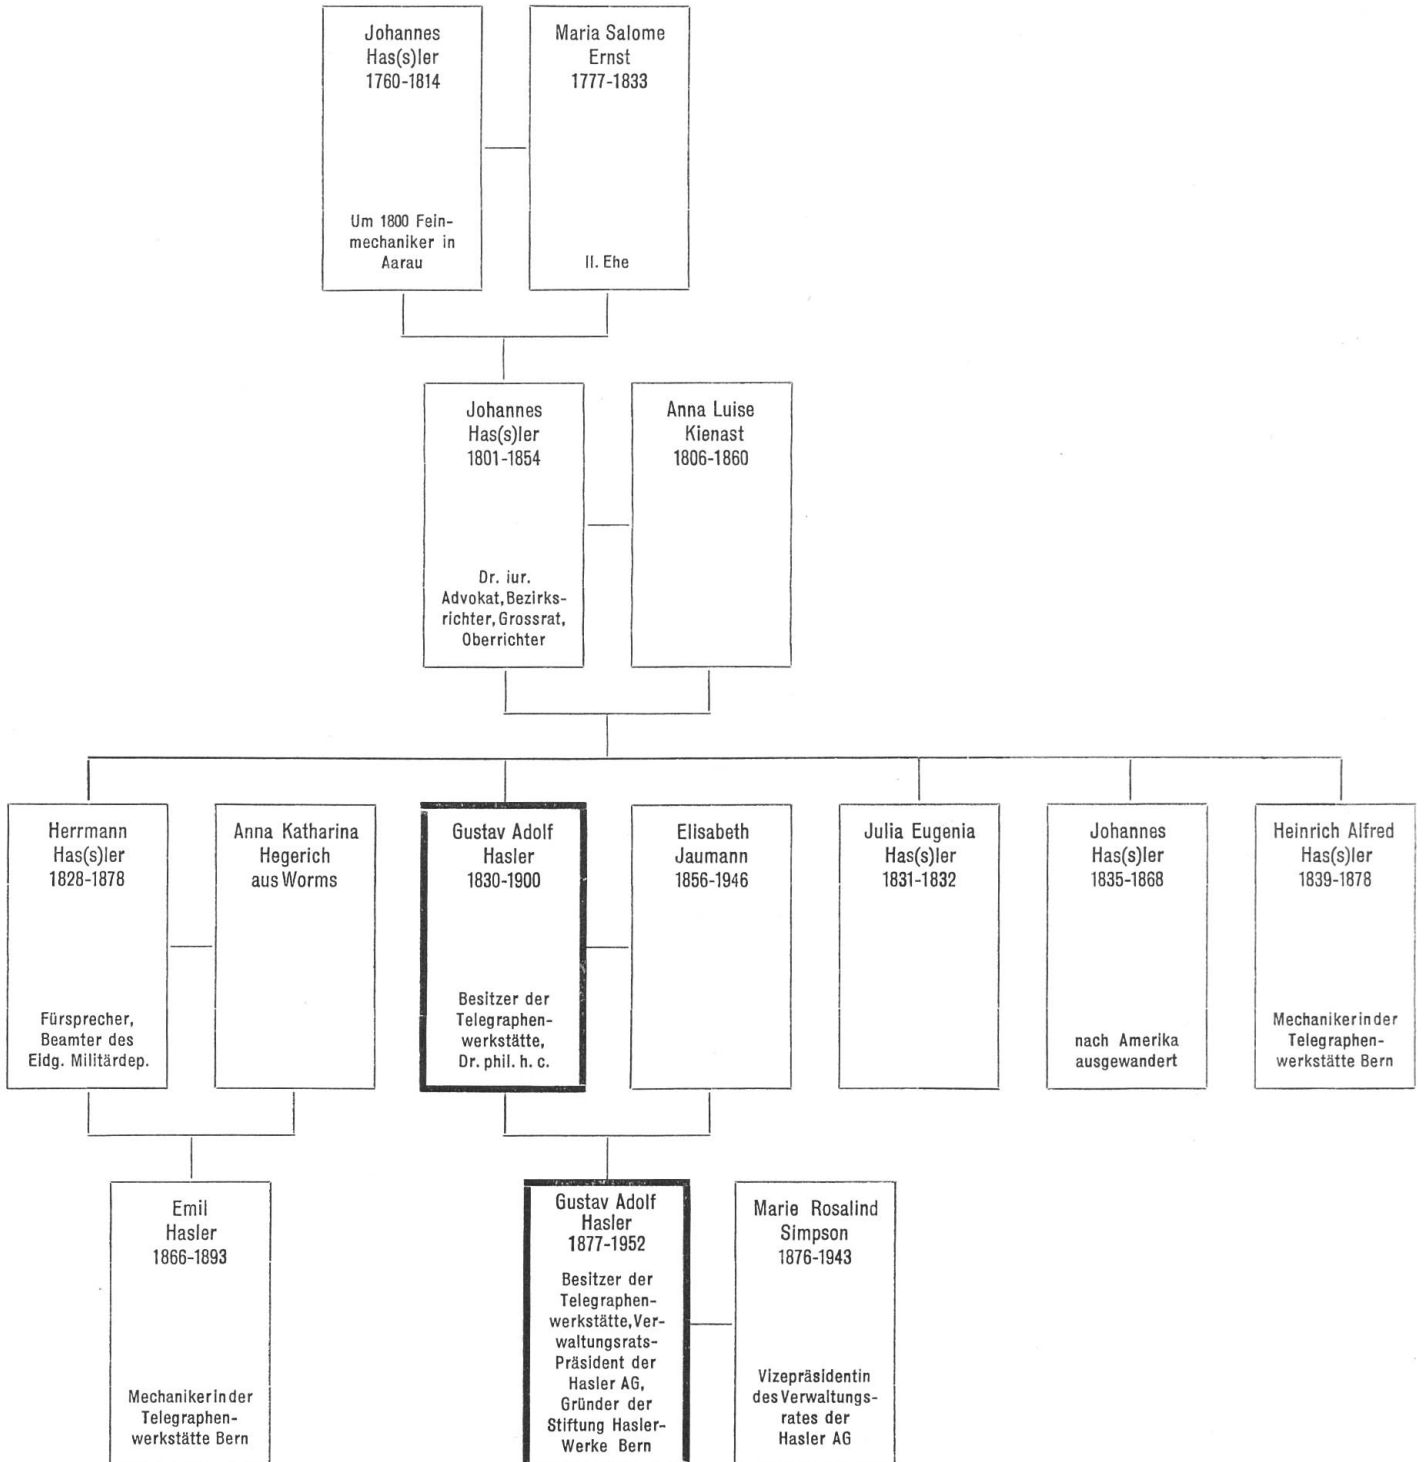 Johannes
Has(s)ler
1760-1814
Um 1800 Fein-
mechaniker in
Aarau
Maria Salome
Ernst
1777-1833
II. Ehe
Johannes
Has(s)ler
1801-1854
Dr. iur.
Advokat, Bezirks-
richter, Grossrat,
Oberrichter
Anna Luise
Kienast
1806-1860
Herrmann
Has(s)ler
1828-1878
Fürsprecher,
Beamter des
Eidg. Militärdep.
Anna Katharina
Hegerich
aus Worms
Gustav Adolf
Hasler
1830-1900
Besitzer der
Telegraphen-
werkstätte,
Dr. phil. h. c.
Elisabeth
Jaumann
1856-1946
Julia Eugenia
Has(s)ler
1831-1832
Johannes
Has(s)ler
1835-1868
nach Amerika
ausgewandert
Heinrich Alfred
Has(s)ler
1839-1878
Mechaniker in der
Telegraphen-
werkstätte Bern
Emil
Hasler
1866-1893
Mechaniker in der
Telegraphen-
werkstätte Bern
Gustav Adolf
Hasler
1877-1952
Besitzer der
Telegraphen-
werkstätte, Ver-
waltungsrats-
Präsident der
Hasler AG,
Gründer der
Stiftung Hasler-
Werke Bern
Marie Rosalind
Simpson
1876-1943
Vizepräsidentin
des Verwaltungs-
rates der
Hasler AG